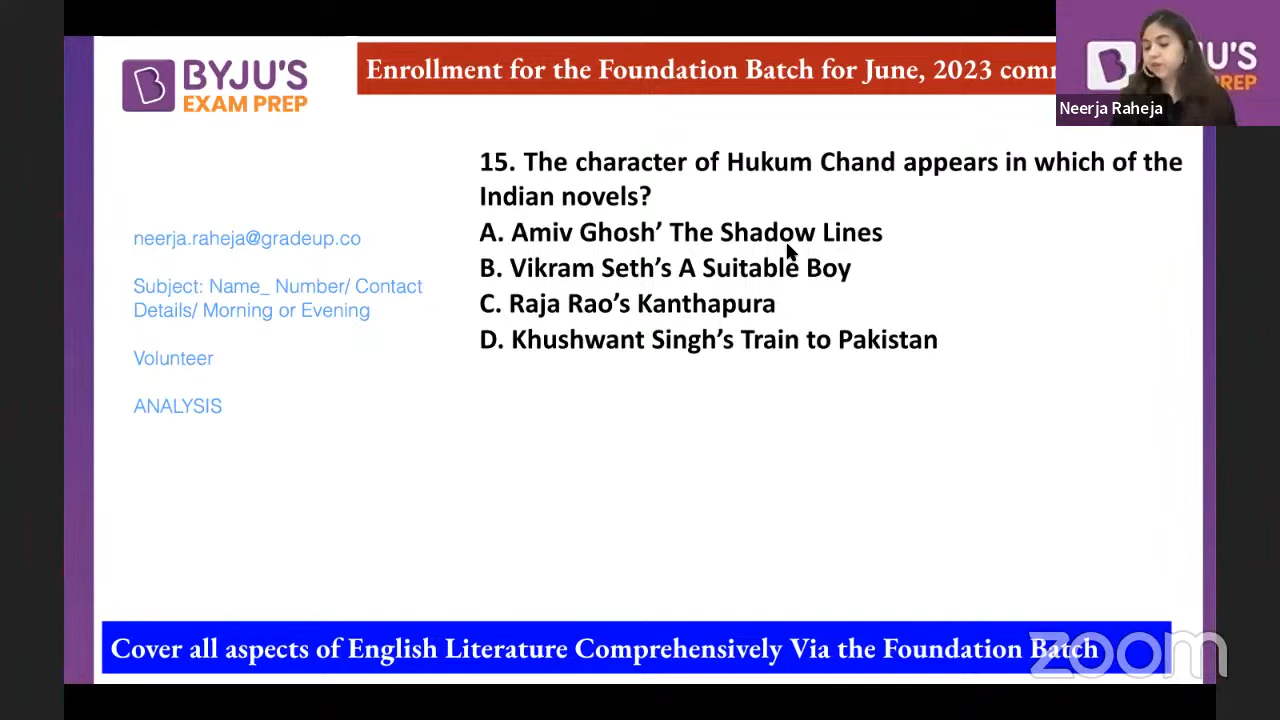 BYJU'S
EXAM PREP
Enrollment for the Foundation Batch for June, 2023
Neerja Raheja
15. The character of Hukum Chand appears in which of the
Indian novels?
A. Amiv Ghosh’ The Shadow Lines
B. Vikram Seth’s A Suitable Boy
C. Raja Rao’s Kanthapura
D. Khushwant Singh’s Train to Pakistan
neerja.raheja@gradeup.co
Subject: Name_ Number/ Contact
Details/ Morning or Evening
Volunteer
ANALYSIS
Cover all aspects of English Literature Comprehensively Via the Foundation Batch
zoom